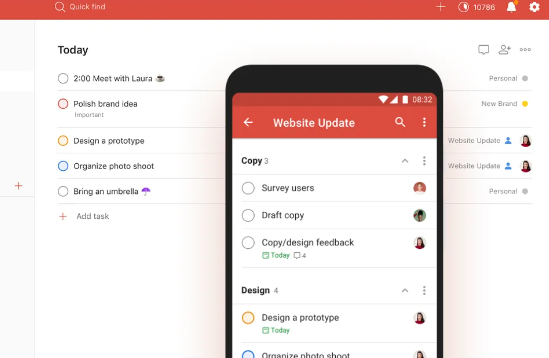 Quick find
10786
Today
2:00 Meet with Laura
Personal
Polish brand idea
New Brand
Important
Design a prototype
Website Update
Organize photo shoot
Website Update
Bring an umbrella
Personal
Add task
08:32
Website Update
Copy 3
Survey users
Draft copy
Copy/design feedback
Today 4
Design 4
Design a prototype
Today
Organize photo shoot